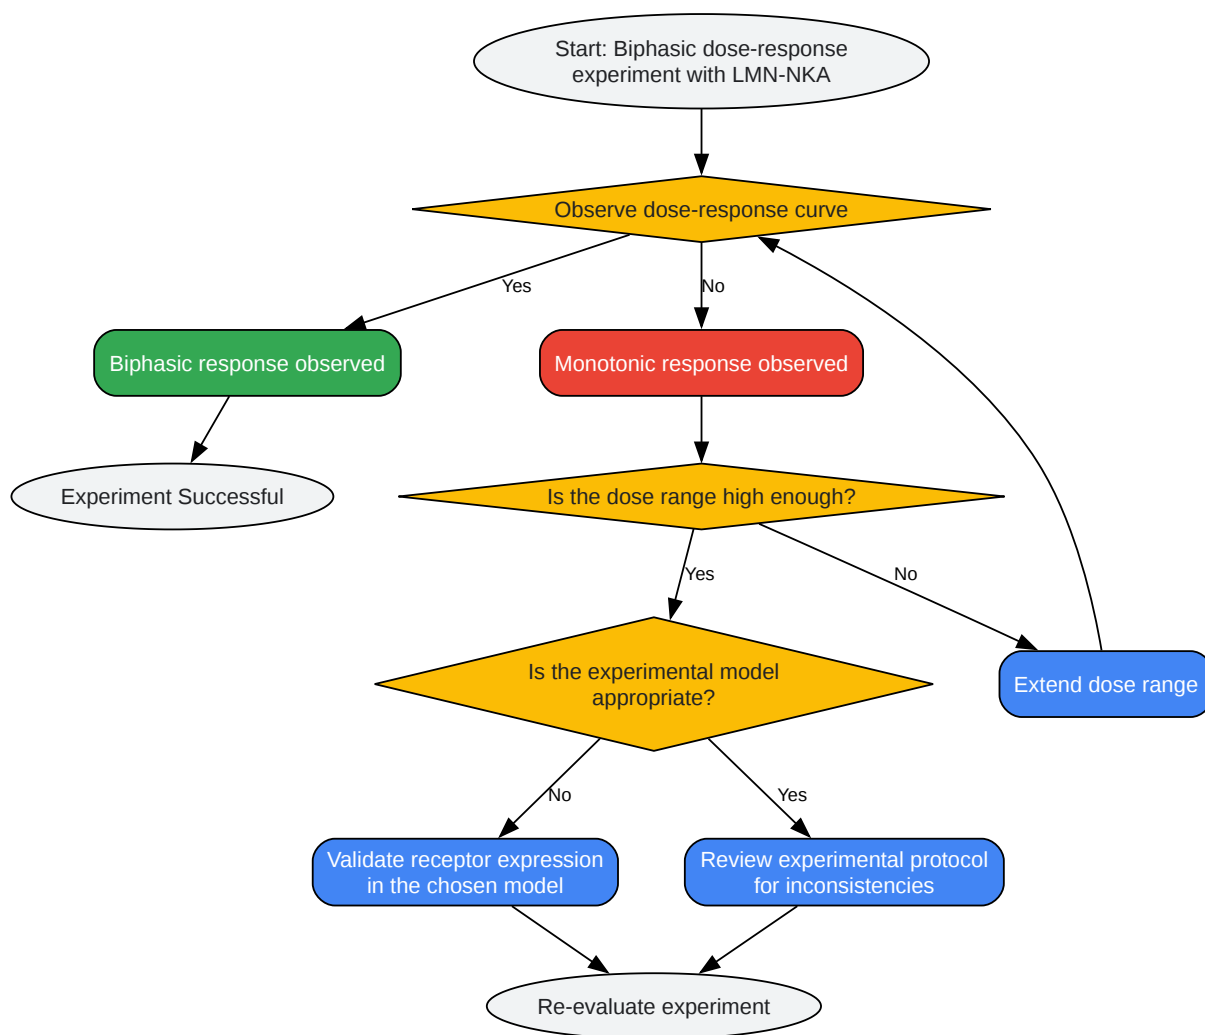 Start: Biphasic dose-response
experiment with LMN-NKA
Observe dose-response curve
Yes
No
Biphasic response observed
Monotonic response observed
Experiment Successful
Is the dose range high enough?
Yes
No
Is the experimental model
appropriate?
Extend dose range
No
Yes
Validate receptor expression
in the chosen model
Review experimental protocol
for inconsistencies
Re-evaluate experiment